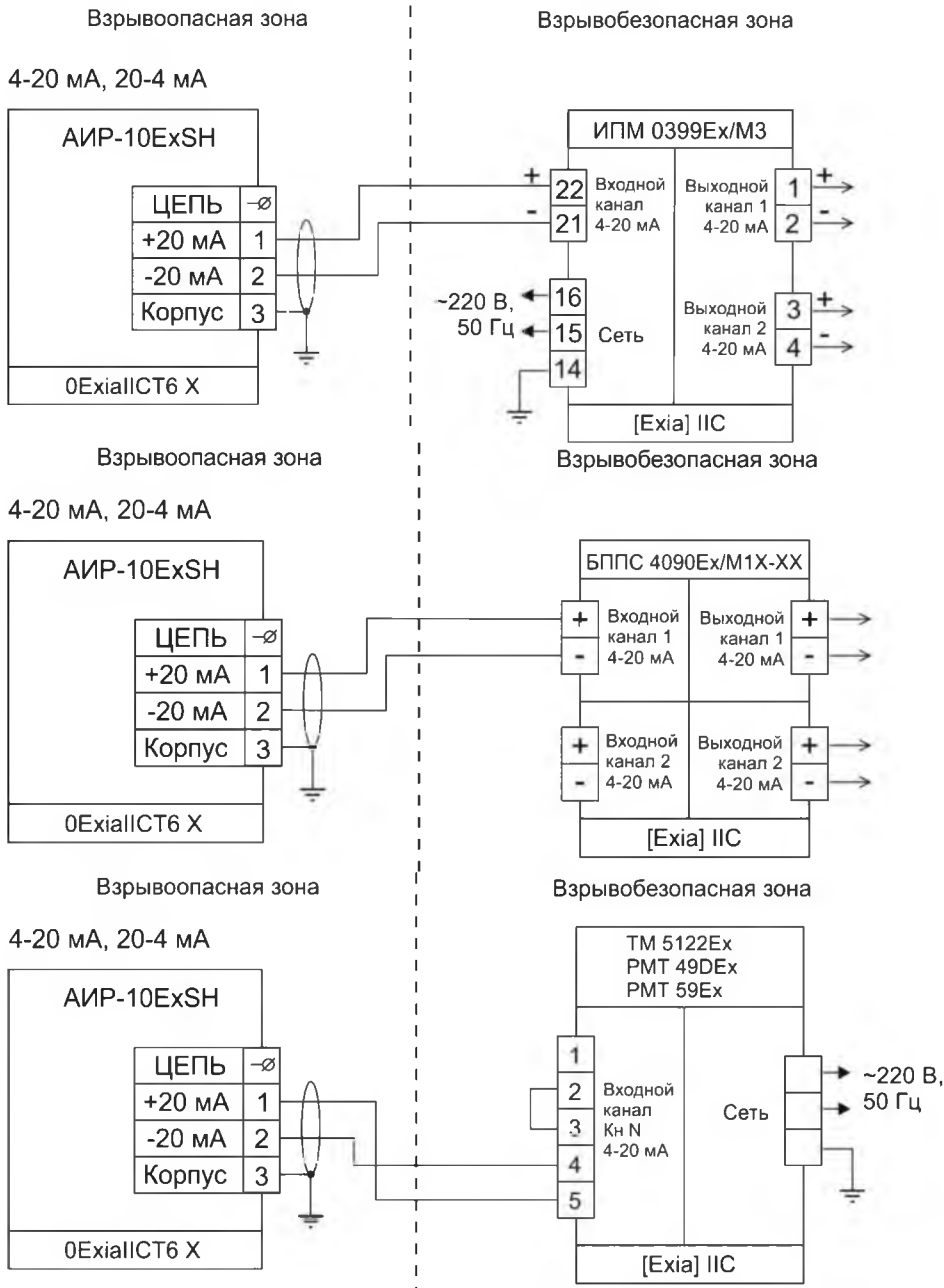 Взрывоопасная зона
Взрывобезопасная зона
4-20 мА, 20-4 мА
АИР-10ExSH
ЦЕПЬ
+20 мА 1
-20 мА 2
Корпус 3
0ExiaIICT6 X
ИПМ 0399Ex/М3
+ 22
- 21
Входной
канал
4-20 мА
Выходной
канал 1
4-20 мА
1 +
2 -
~220 В,
50 Гц
16
15
14
Сеть
Выходной
канал 2
4-20 мА
3 +
4 -
[Exia] IIC
Взрывоопасная зона
Взрывобезопасная зона
4-20 мА, 20-4 мА
АИР-10ExSH
ЦЕПЬ
+20 мА 1
-20 мА 2
Корпус 3
0ExiaIICT6 X
БППС 4090Ex/М1Х-ХХ
+
-
Входной
канал 1
4-20 мА
Выходной
канал 1
4-20 мА
+
-
+
-
Входной
канал 2
4-20 мА
Выходной
канал 2
4-20 мА
+
-
[Exia] IIC
Взрывоопасная зона
Взрывобезопасная зона
4-20 мА, 20-4 мА
АИР-10ExSH
ЦЕПЬ
+20 мА 1
-20 мА 2
Корпус 3
0ExiaIICT6 X
ТМ 5122Ex
РМТ 49DEx
РМТ 59Ex
1
2
3
4
5
Входной
канал
Кн N
4-20 мА
Сеть
~220 В,
50 Гц
[Exia] IIC